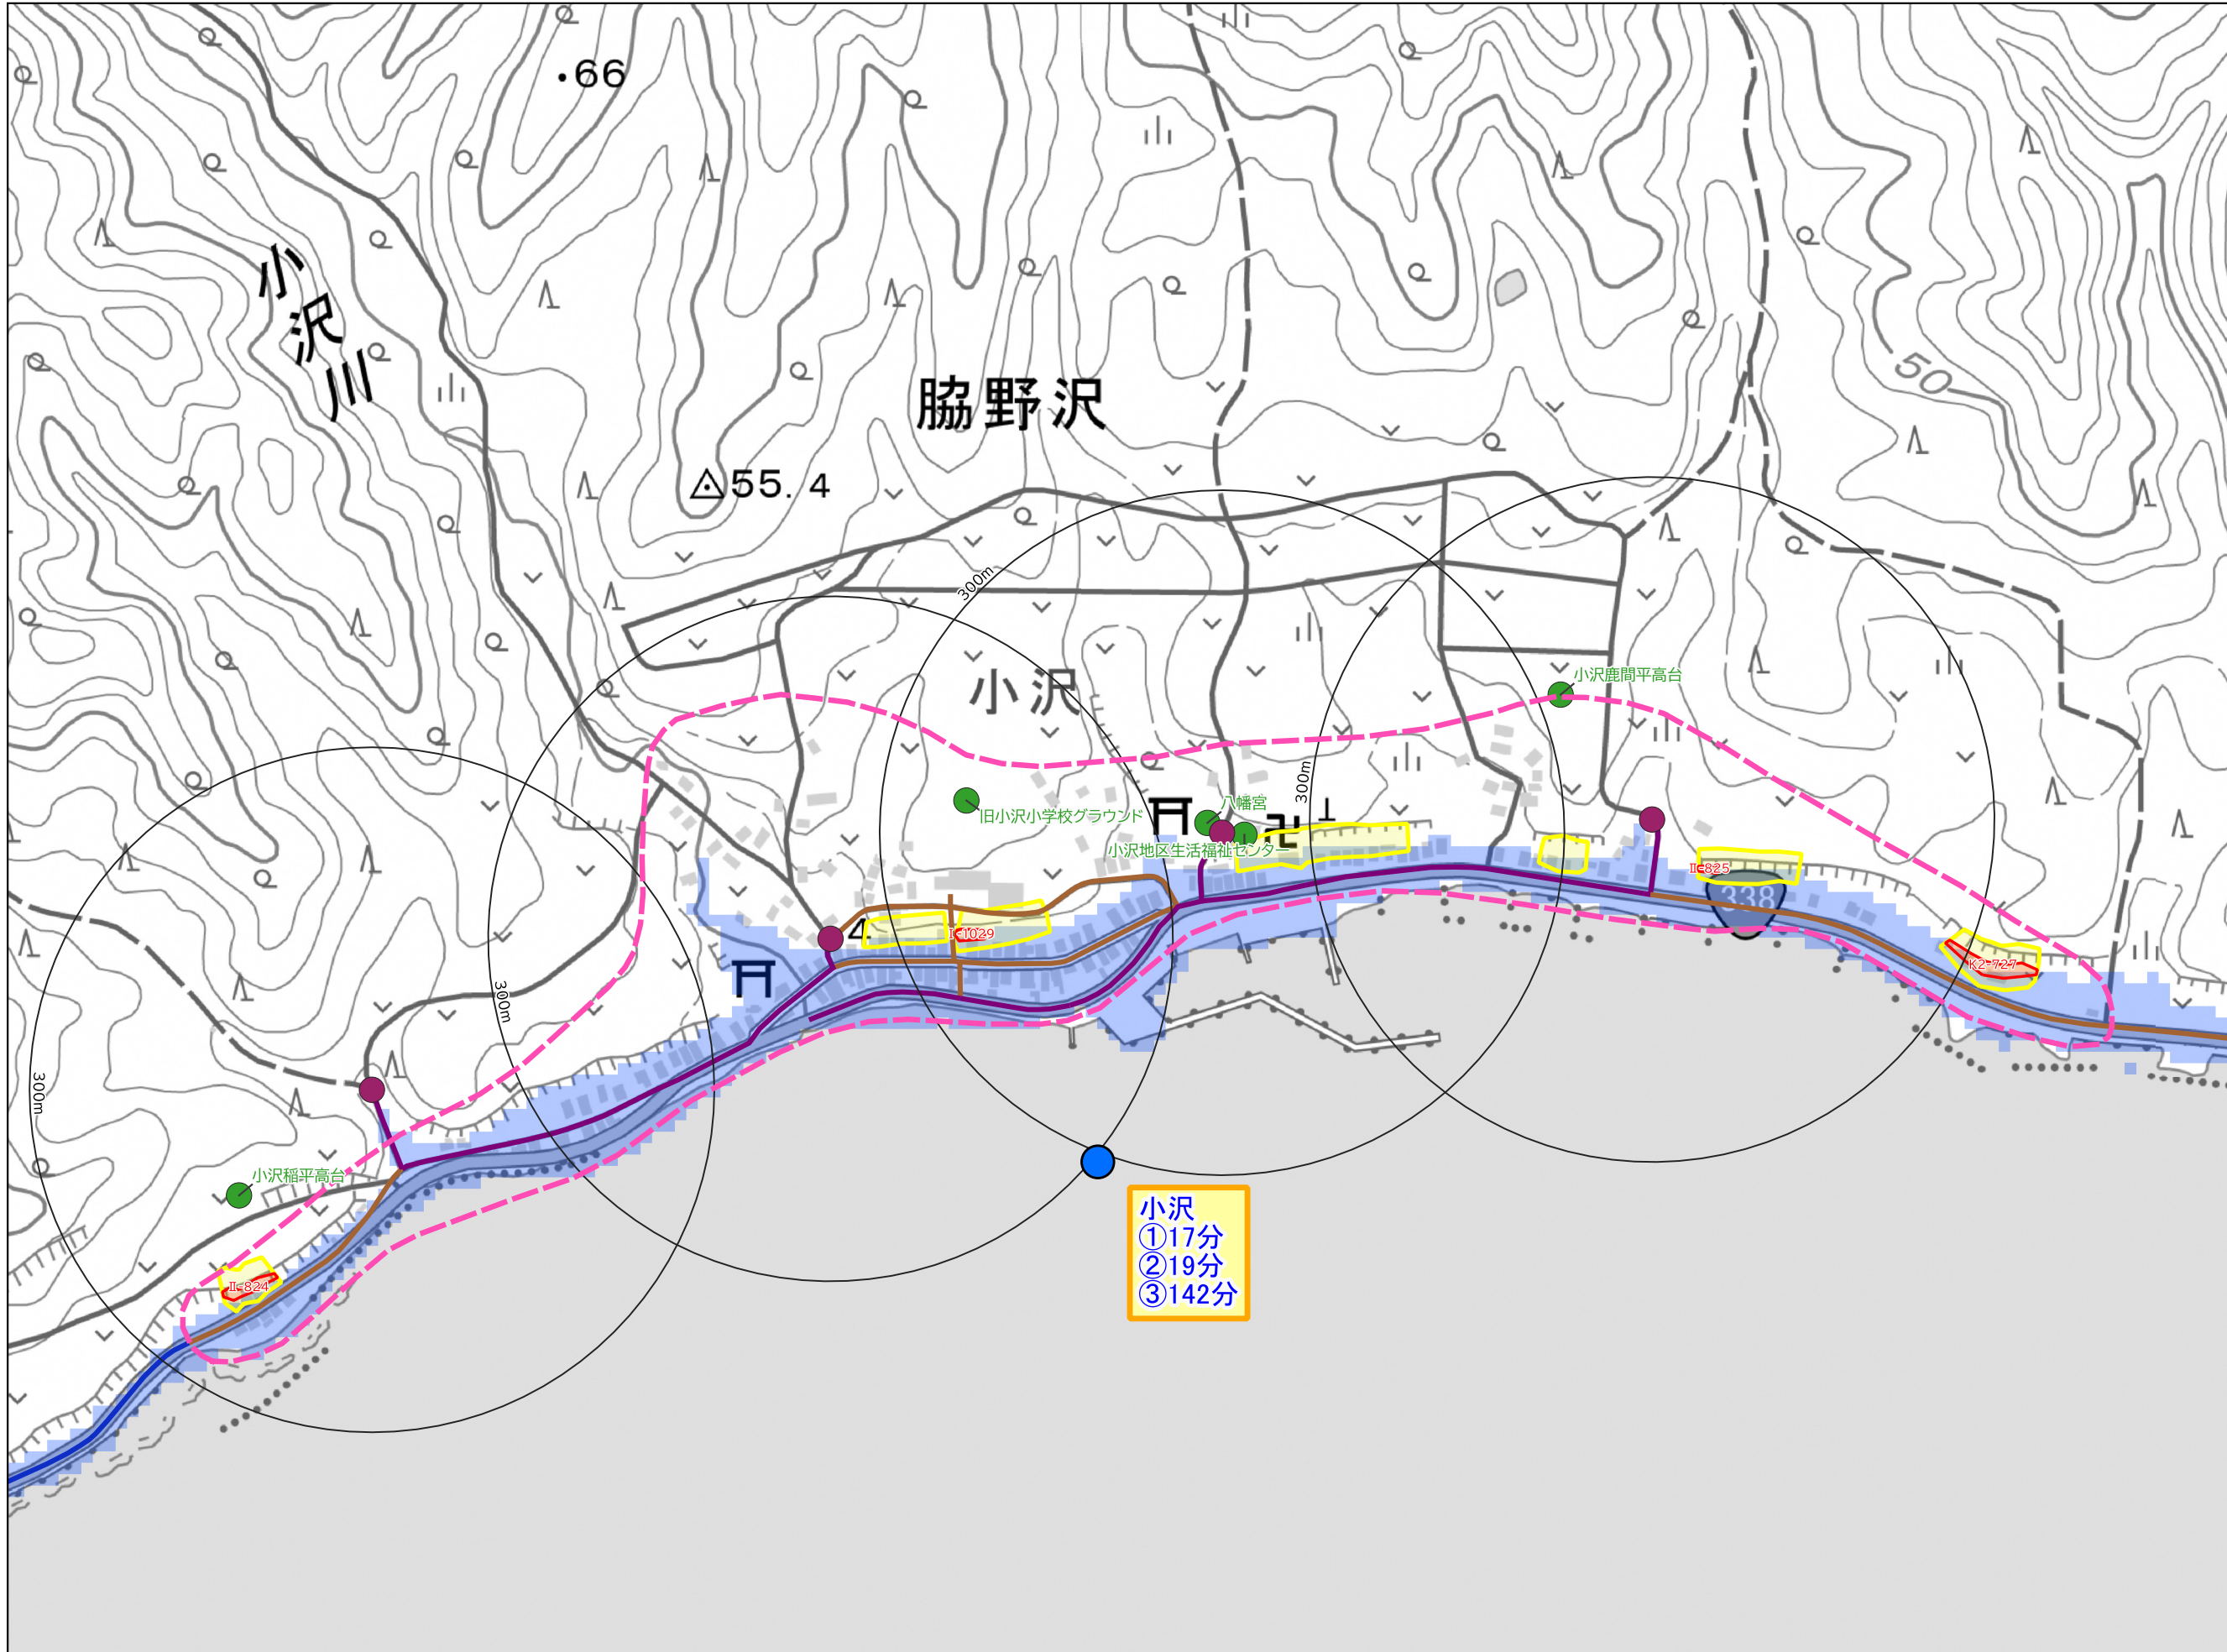 ・66
小沢川
脇野沢
50
55.4
300m
小沢
小沢鹿間平高台
300m
八幡宮
旧小沢小学校グラウンド
小沢地区生活福祉センター
II-825
338
4
I-1029
K2-727
300m
300m
小沢稲平高台
小沢
①17分
②19分
③142分
II-824